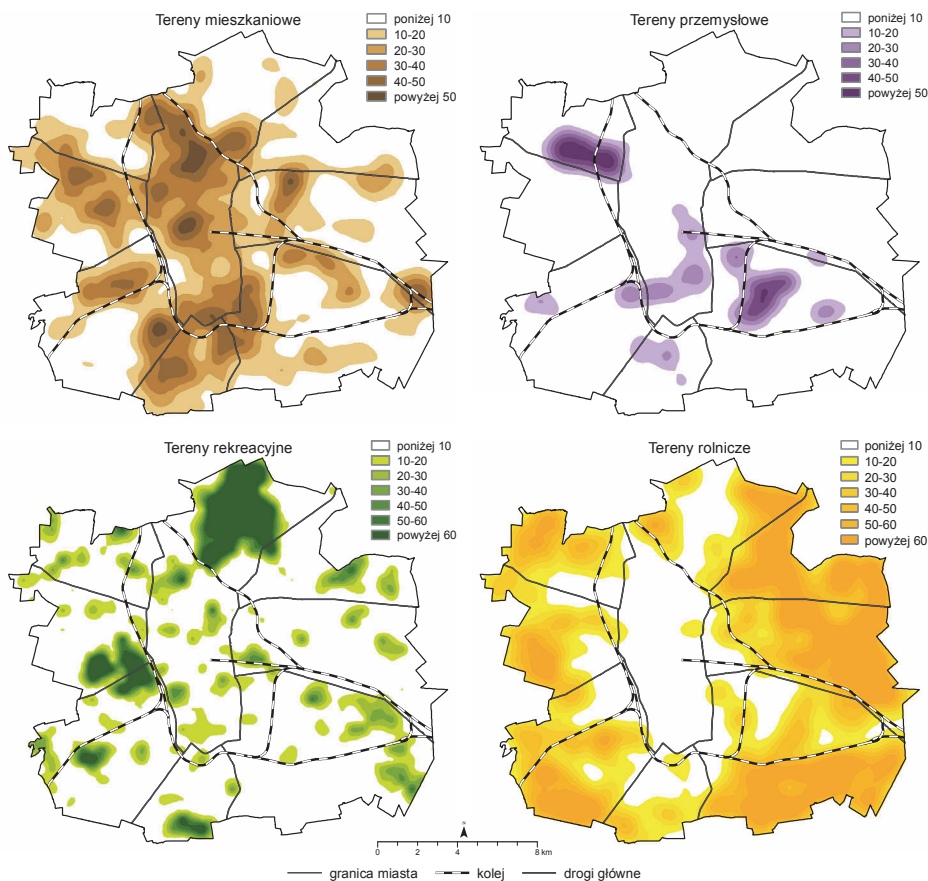 Tereny mieszkaniowe
poniżej 10
10-20
20-30
30-40
40-50
powyżej 50
Tereny przemysłowe
poniżej 10
10-20
20-30
30-40
40-50
powyżej 50
Tereny rekreacyjne
poniżej 10
10-20
20-30
30-40
40-50
50-60
powyżej 60
Tereny rolnicze
poniżej 10
10-20
20-30
30-40
40-50
50-60
powyżej 60
N
0 2 4 8 km
granica miasta kolej drogi główne